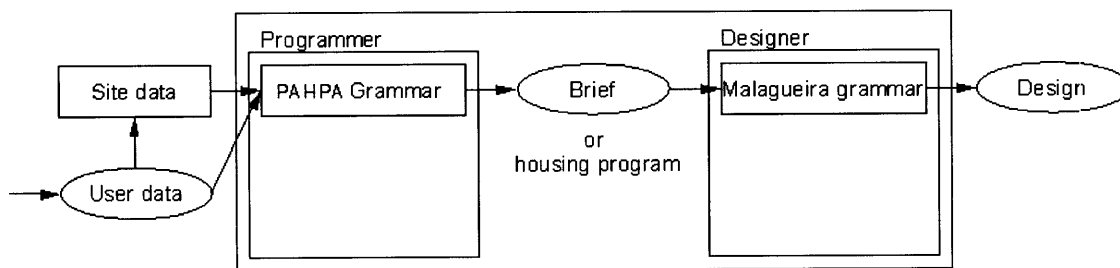 Programmer
Designer
Site data
PAHPA Grammar
Brief
Malagueira grammar
Design
or
housing program
User data